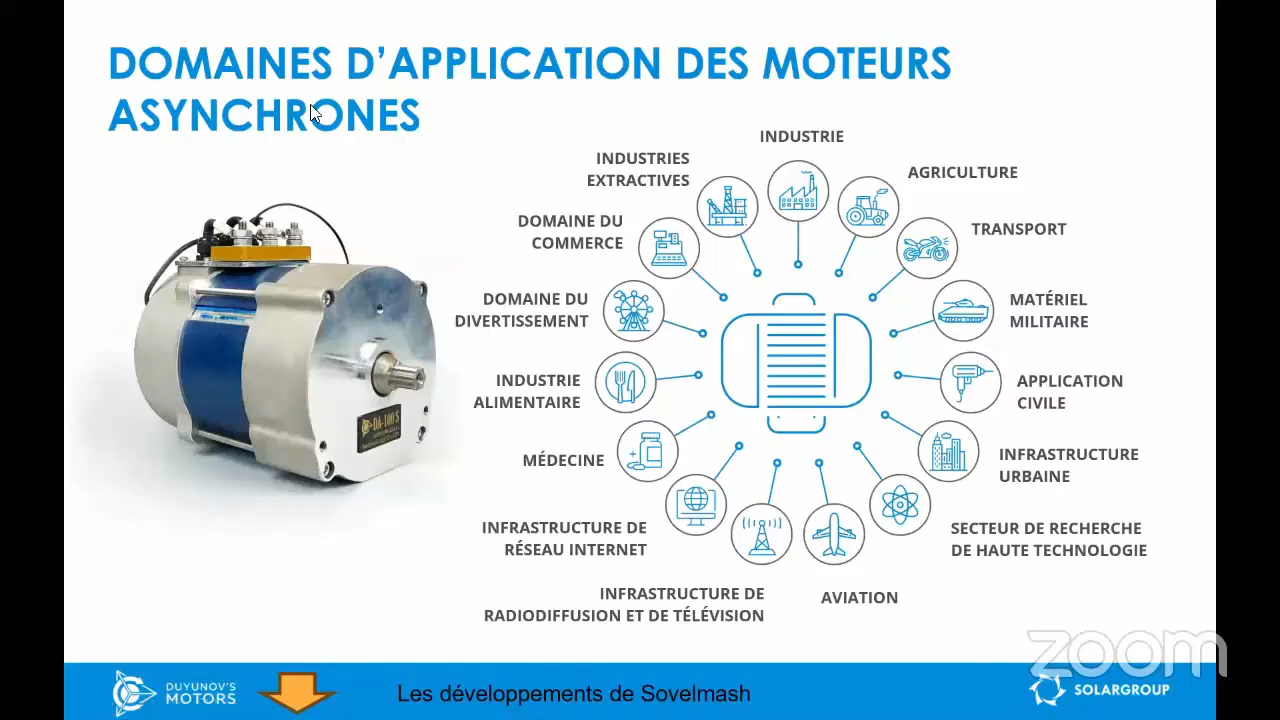 DOMAINES D'APPLICATION DES MOTEURS
ASYNCHRONES
INDUSTRIE
INDUSTRIES
EXTRACTIVES
AGRICULTURE
DOMAINE DU
COMMERCE
TRANSPORT
DOMAINE DU
DIVERTISSEMENT
MATÉRIEL
MILITAIRE
INDUSTRIE
ALIMENTAIRE
APPLICATION
CIVILE
DA-100 S
MÉDECINE
INFRASTRUCTURE
URBAINE
INFRASTRUCTURE DE
RÉSEAU INTERNET
SECTEUR DE RECHERCHE
DE HAUTE TECHNOLOGIE
INFRASTRUCTURE DE
RADIODIFFUSION ET DE TÉLÉVISION
AVIATION
zoom
DUYUNOV'S
MOTORS
Les développements de Sovelmash
SOLARGROUP